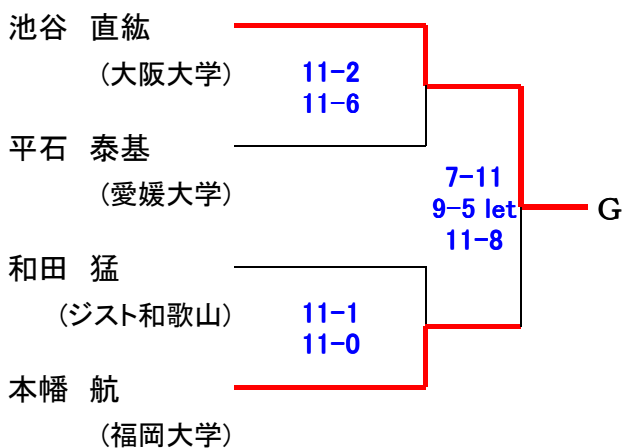 池谷 直紘
(大阪大学)
11-2
11-6
平石 泰基
(愛媛大学)
7-11
9-5 let
11-8
G
和田 猛
(ジスト和歌山)
11-1
11-0
本幡 航
(福岡大学)